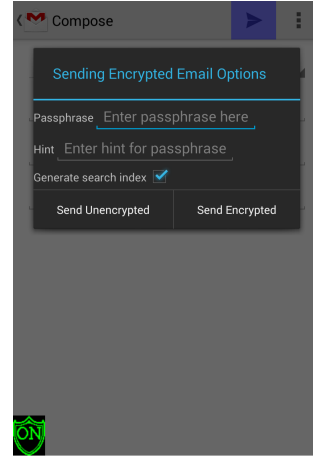 Compose
Sending Encrypted Email Options
Passphrase Enter passphrase here
Hint Enter hint for passphrase
Generate search index
Send Unencrypted Send Encrypted
ON